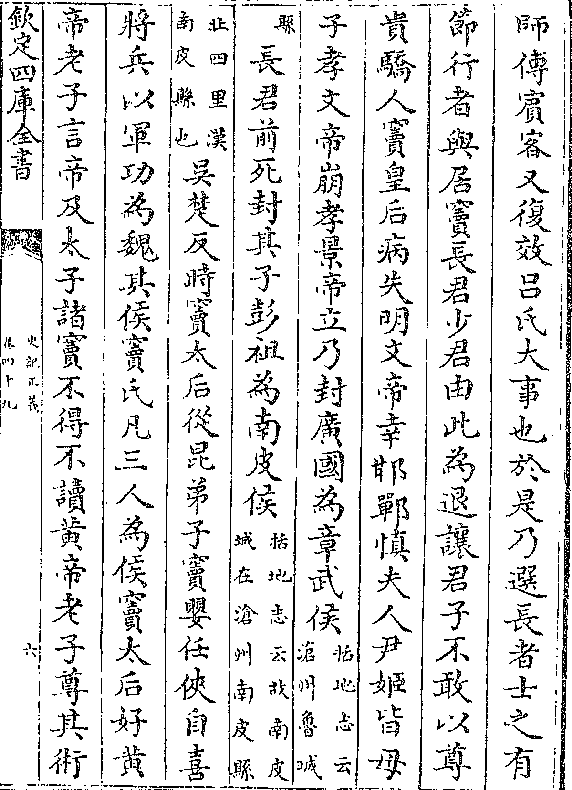 師傅賔客又復效吕氏大事也於是乃選長者士之有
節行者與居竇長君少君由此為退讓君子不敢以尊
貴驕人竇皇后病失明文帝幸邯鄲慎夫人尹姬皆毋
子孝文帝崩孝景帝立乃封廣國為章武侯括地志云滄州魯城
縣長君前死封其子彭祖為南皮侯括地志云故南皮城在滄州南皮縣
北四里漢南皮縣也吳楚反時竇太后從昆弟子竇嬰任俠自喜
將兵以軍功為魏其侯竇氏凡三人為侯竇太后好黄
帝老子言帝及太子諸竇不得不讀黄帝老子尊其術
欽定四庫全書
史記正義
卷四十九
六